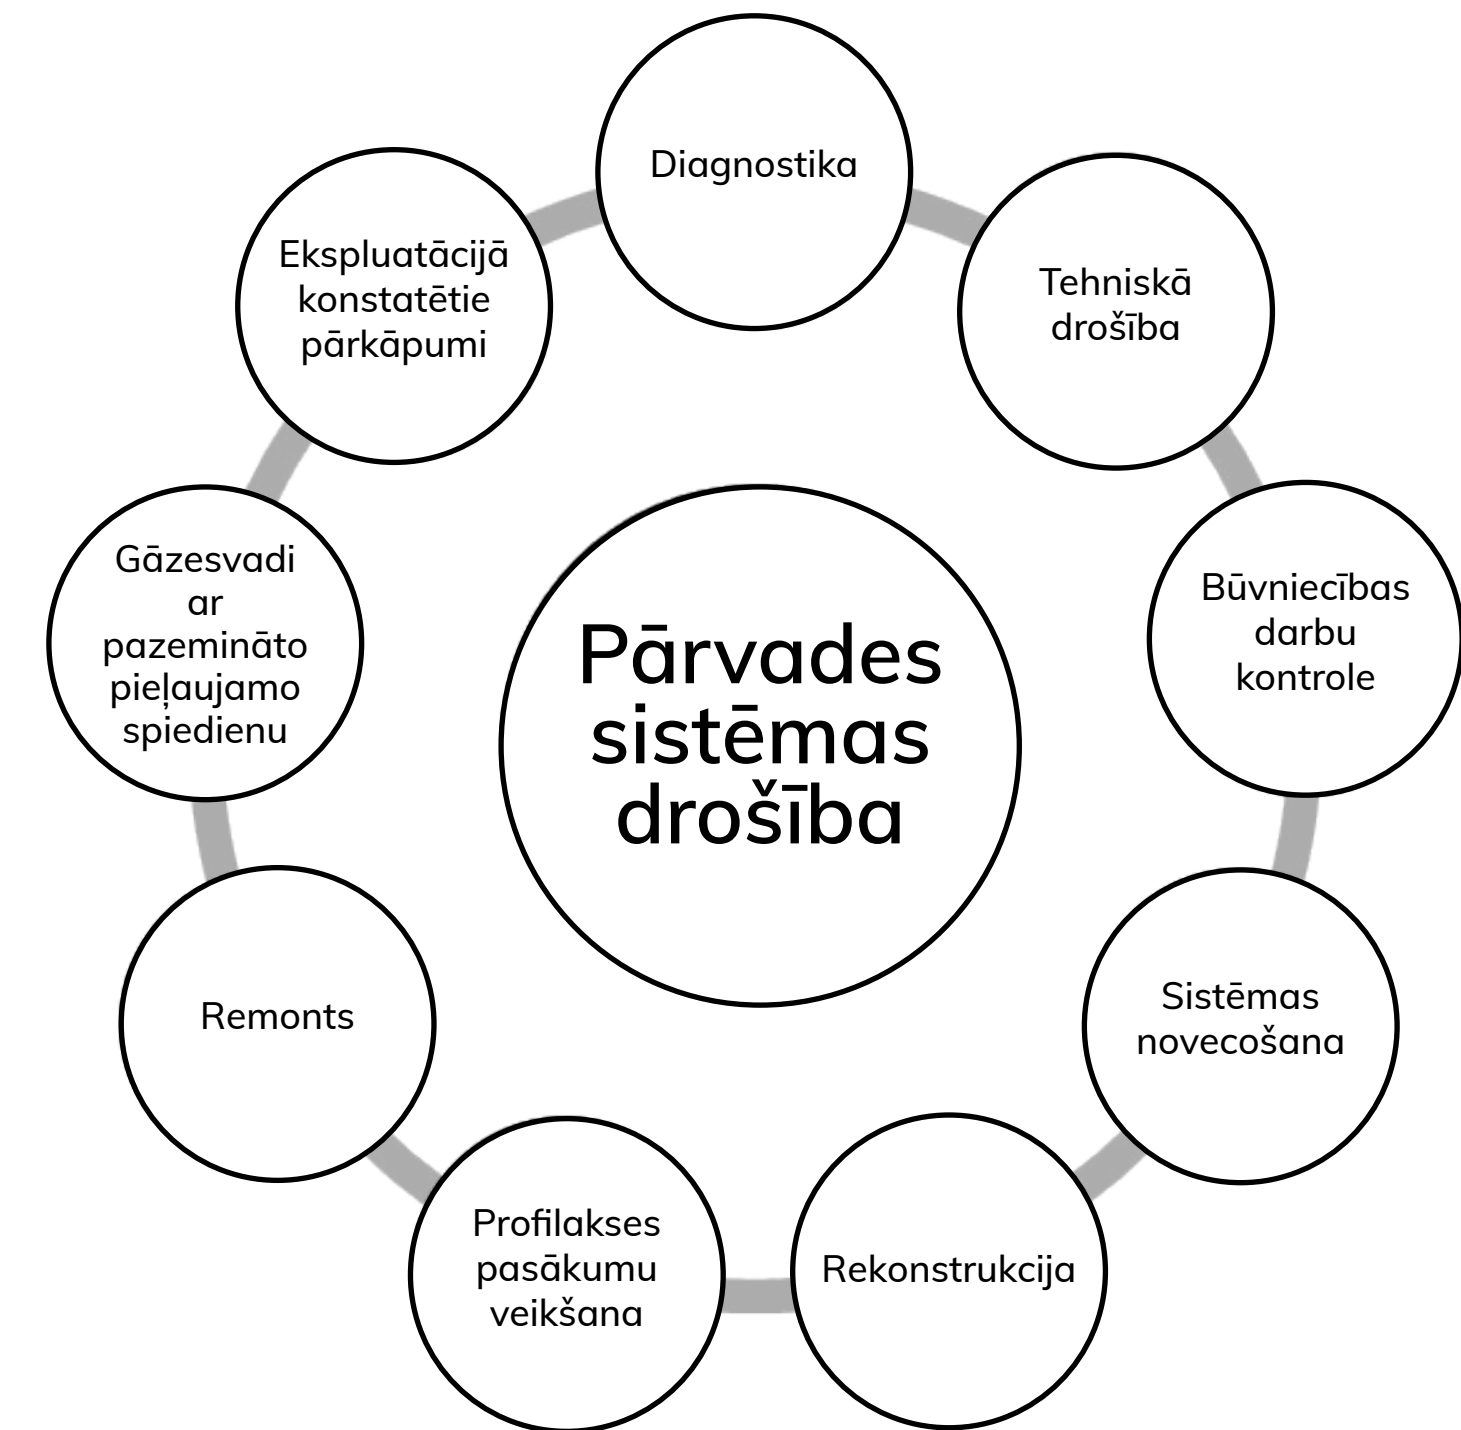 Diagnostika
Tehniskā
drošība
Būvniecības
darbu
kontrole
Sistēmas
novecošana
Rekonstrukcija
Profilakses
pasākumu
veikšana
Remonts
Gāzesvadi
ar
pazemināto
pieļaujamo
spiedienu
Ekspluatācijā
konstatētie
pārkāpumi
Pārvades
sistēmas
drošība